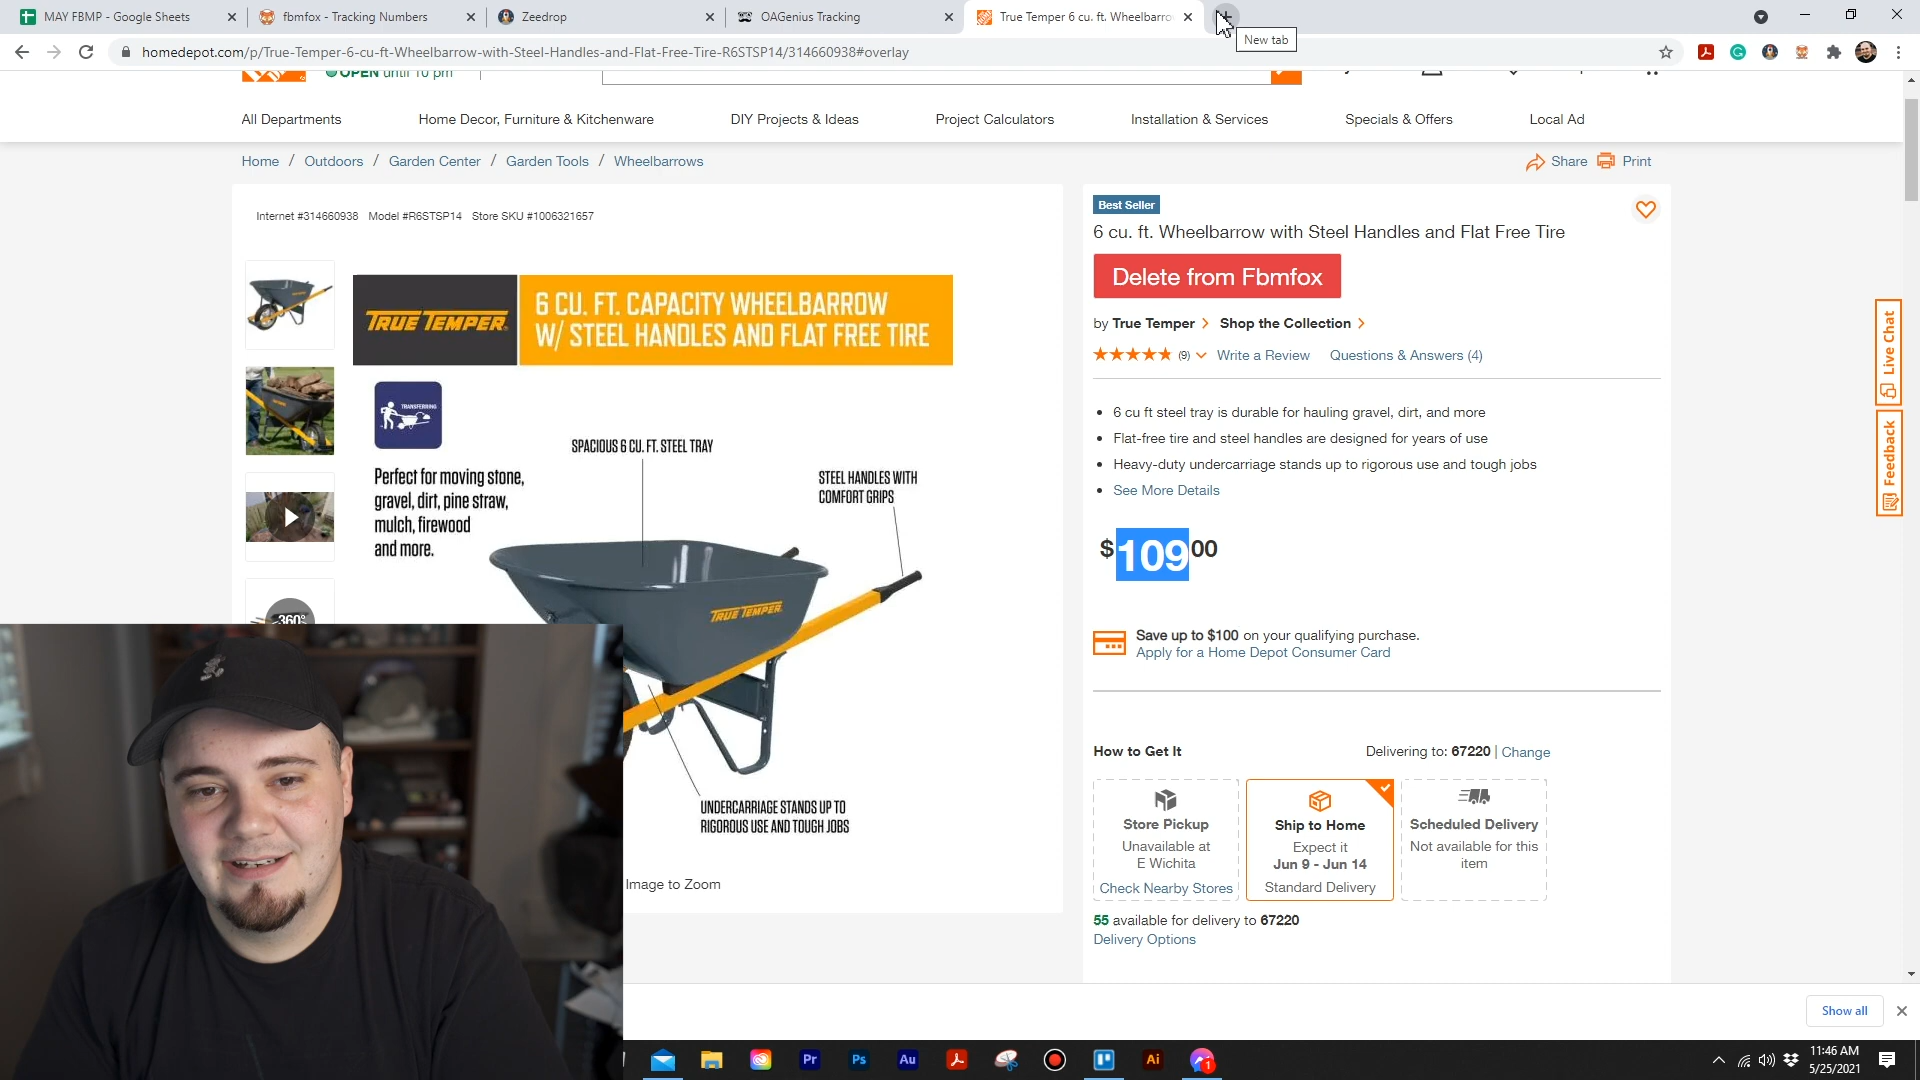 MAY FBMP - Google Sheets
fbmfox - Tracking Numbers
Zeedrop
OAGenius Tracking
True Temper 6 cu. ft. Wheelbarro
New tab
homedepot.com/p/True-Temper-6-cu-ft-Wheelbarrow-with-Steel-Handles-and-Flat-Free-Tire-R6STSP14/314660938#overlay
OPEN until 10 pm
All Departments
Home Decor, Furniture & Kitchenware
DIY Projects & Ideas
Project Calculators
Installation & Services
Specials & Offers
Local Ad
Home / Outdoors / Garden Center / Garden Tools / Wheelbarrows
Share
Print
Internet #314660938 Model #R6STSP14 Store SKU #1006321657
TRUE TEMPER
6 CU. FT. CAPACITY WHEELBARROW
W/ STEEL HANDLES AND FLAT FREE TIRE
TRANSFERRING
Perfect for moving stone,
gravel, dirt, pine straw,
mulch, firewood
and more.
SPACIOUS 6 CU. FT. STEEL TRAY
STEEL HANDLES WITH
COMFORT GRIPS
TRUE TEMPER
UNDERCARRIAGE STANDS UP TO
RIGOROUS USE AND TOUGH JOBS
360°
Image to Zoom
Best Seller
6 cu. ft. Wheelbarrow with Steel Handles and Flat Free Tire
Delete from Fbmfox
by True Temper > Shop the Collection >
(9)
Write a Review
Questions & Answers (4)
• 6 cu ft steel tray is durable for hauling gravel, dirt, and more
• Flat-free tire and steel handles are designed for years of use
• Heavy-duty undercarriage stands up to rigorous use and tough jobs
• See More Details
$109 00
Save up to $100 on your qualifying purchase.
Apply for a Home Depot Consumer Card
How to Get It
Delivering to: 67220 | Change
Store Pickup
Unavailable at
E Wichita
Check Nearby Stores
Ship to Home
Expect it
Jun 9 - Jun 14
Standard Delivery
Scheduled Delivery
Not available for this
item
55 available for delivery to 67220
Delivery Options
Live Chat
Feedback
Show all
Pr
Ps
Au
Ai
1
11:46 AM
5/25/2021